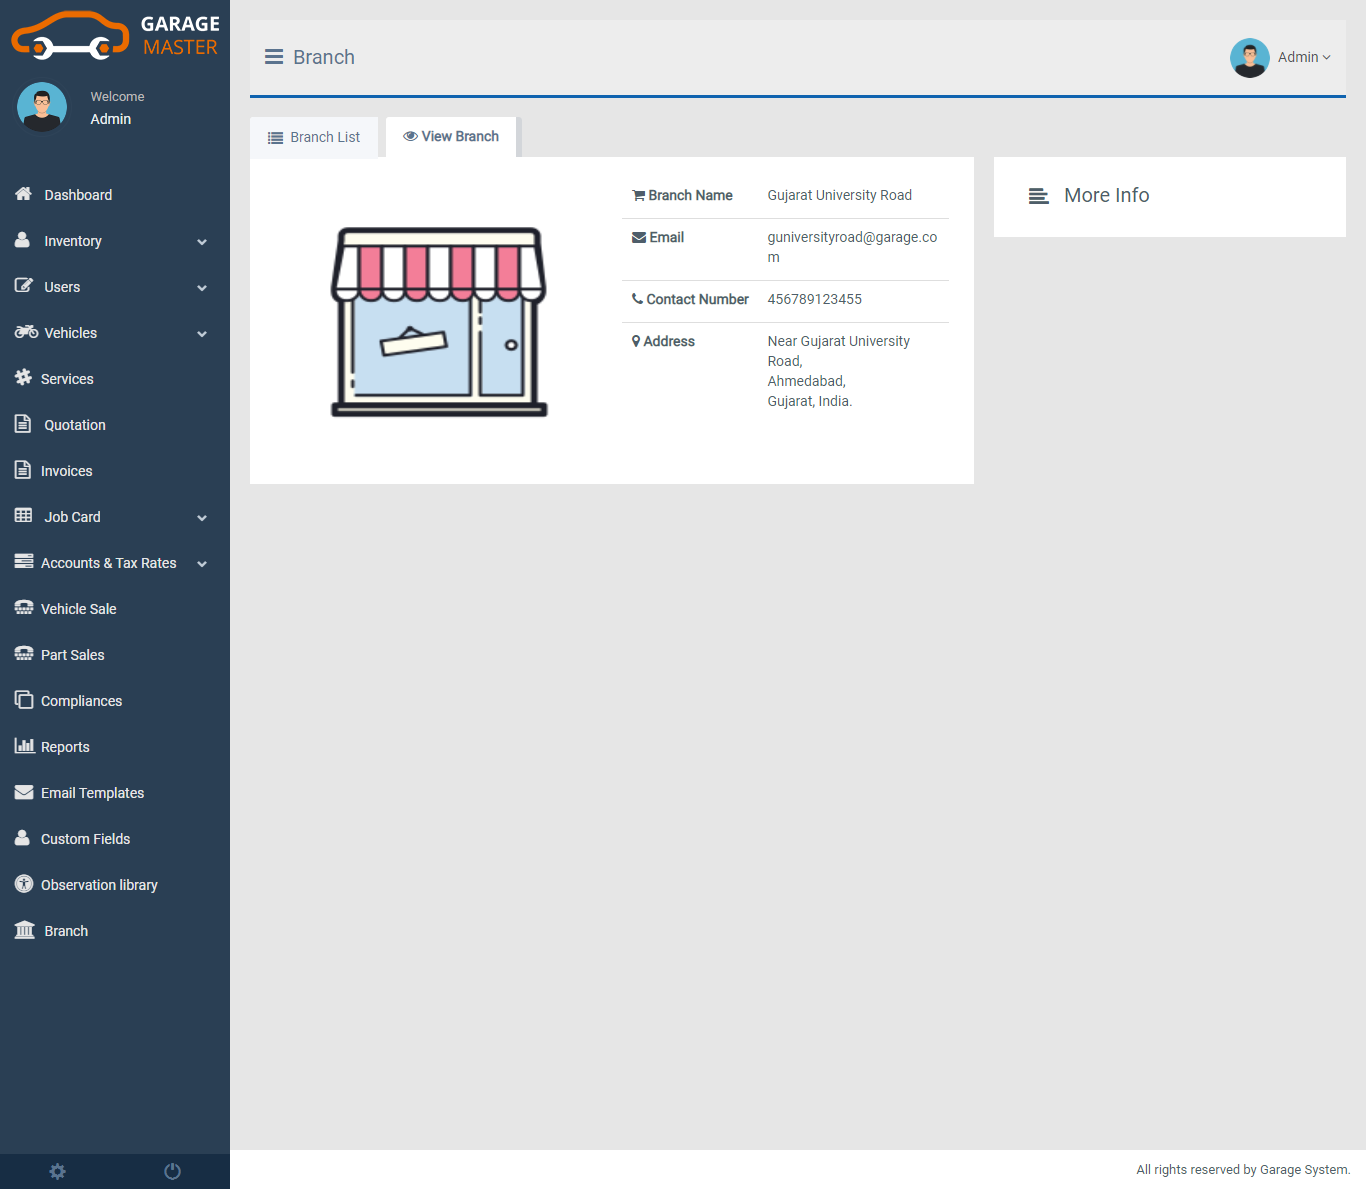 GARAGE
MASTER
Welcome
Admin
Dashboard
Inventory
Users
Vehicles
Services
Quotation
Invoices
Job Card
Accounts & Tax Rates
Vehicle Sale
Part Sales
Compliances
Reports
Email Templates
Custom Fields
Observation library
Branch
Branch
Admin
Branch List
View Branch
Branch Name Gujarat University Road
Email guniversityroad@garage.co
m
Contact Number 456789123455
Address Near Gujarat University
Road,
Ahmedabad,
Gujarat, India.
More Info
All rights reserved by Garage System.